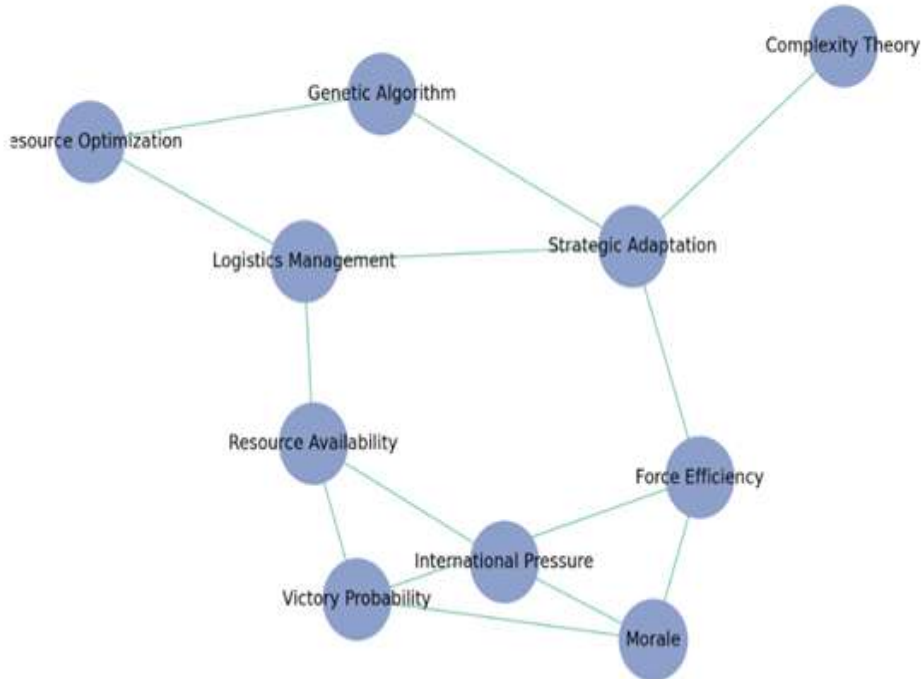 Complexity Theory
Genetic Algorithm
esource Optimization
Strategic Adaptation
Logistics Management
Resource Availability
Force Efficiency
International Pressure
Victory Probability
Morale